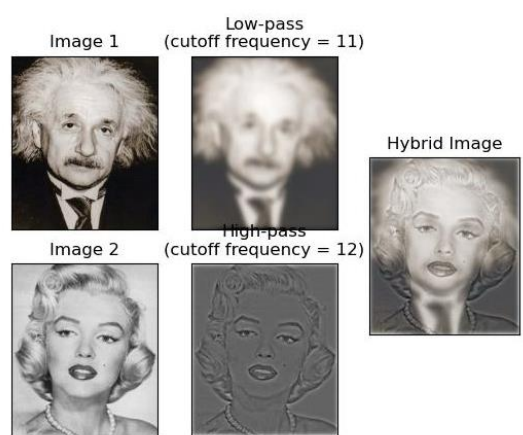 Image 1
Low-pass
(cutoff frequency = 11)
Hybrid Image
Image 2
High-pass
(cutoff frequency = 12)